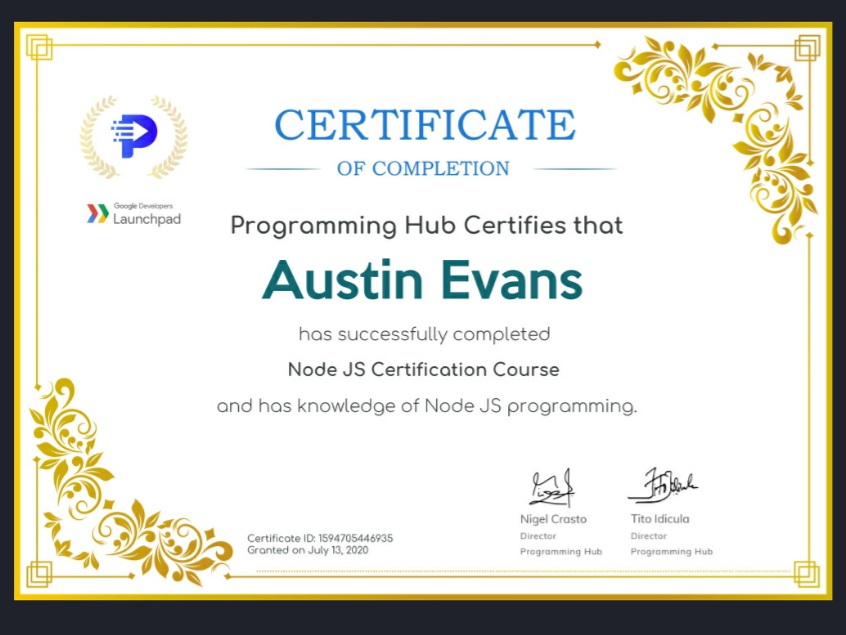 CERTIFICATE
OF COMPLETION
Google Developers
Launchpad
Programming Hub Certifies that
Austin Evans
has successfully completed
Node JS Certification Course
and has knowledge of Node JS programming.
Nigel Crasto
Director
Programming Hub
Tito Idicula
Director
Programming Hub
Certificate ID: 1594705446935
Granted on July 13, 2020